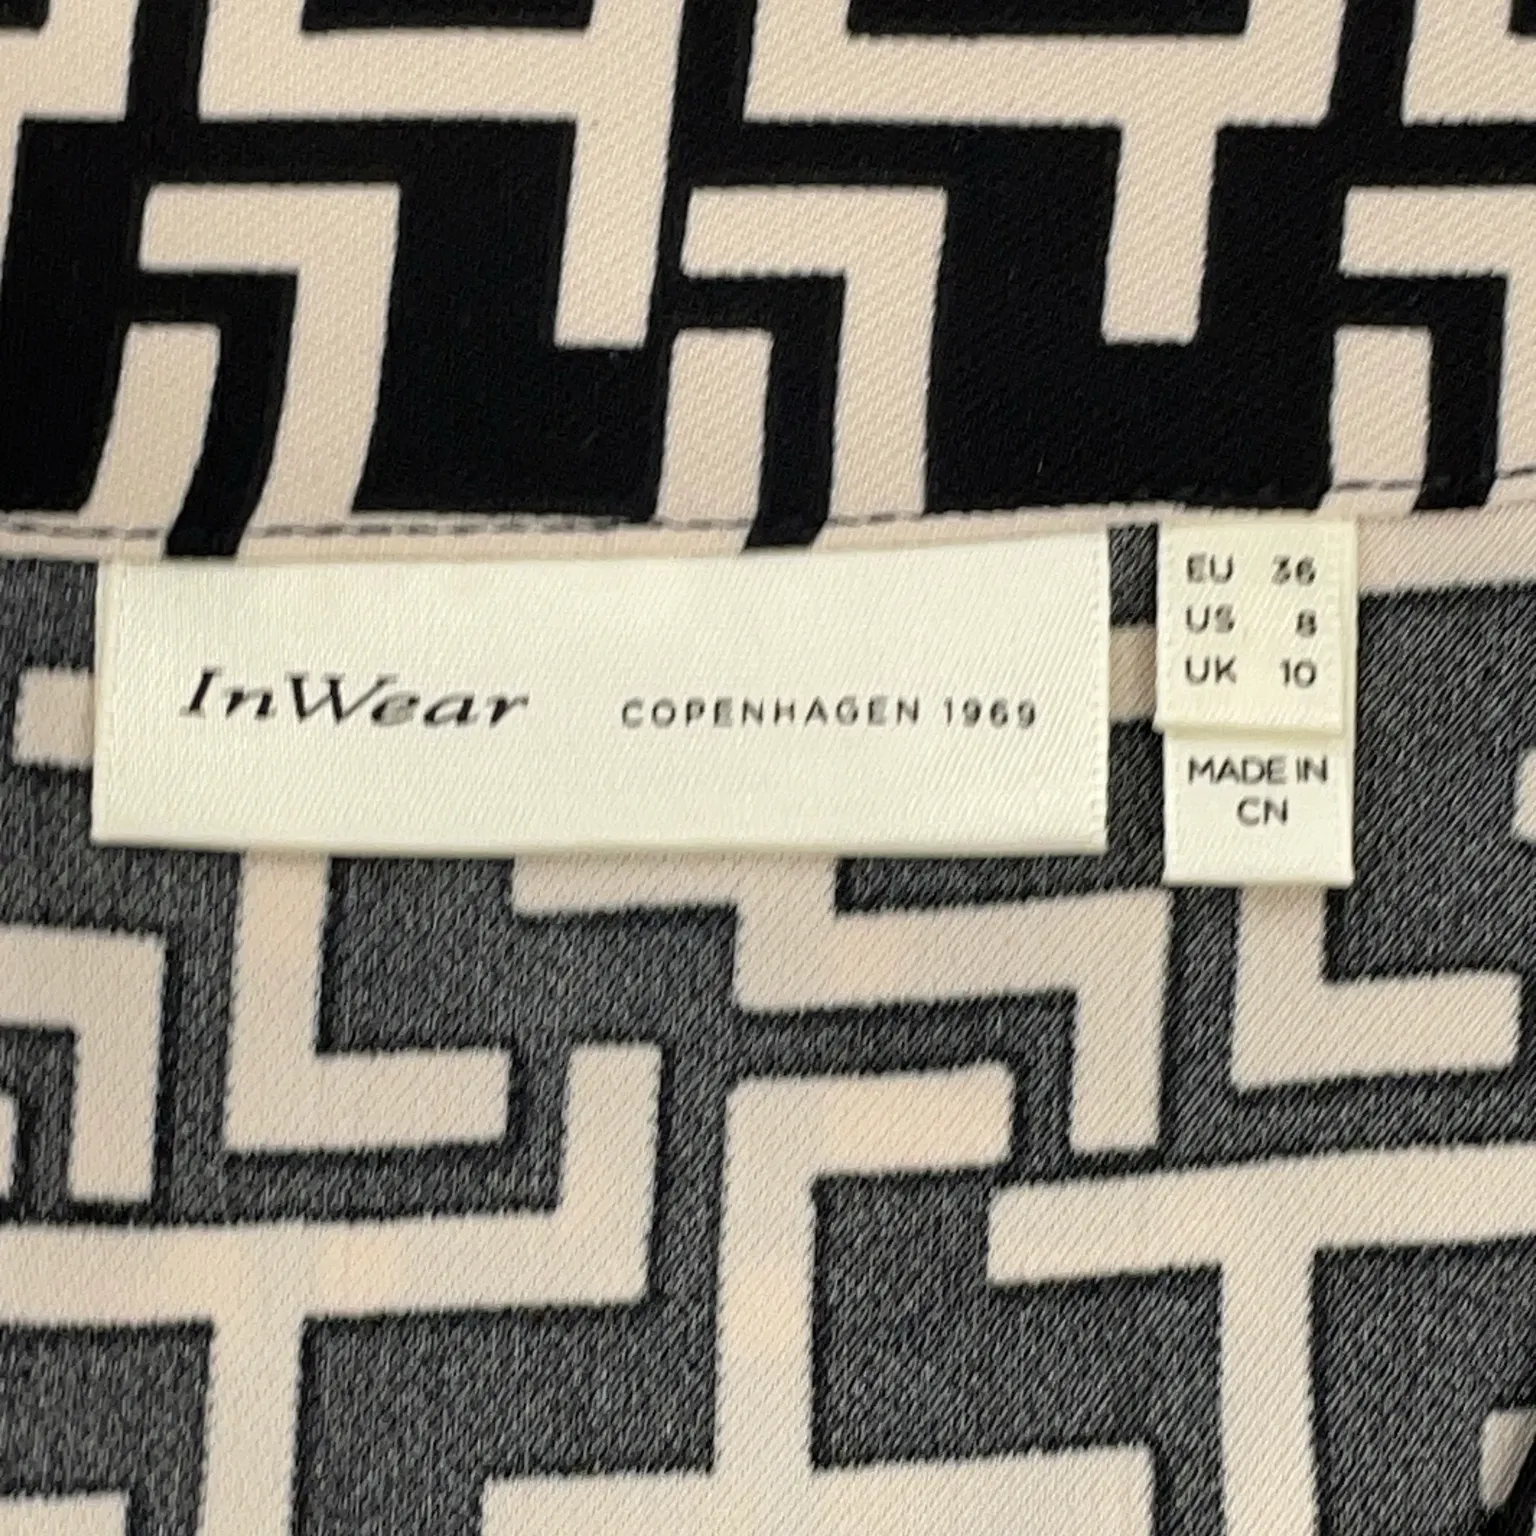 InWear COPENHAGEN 1969
EU 36
US 8
UK 10
MADE IN
CN